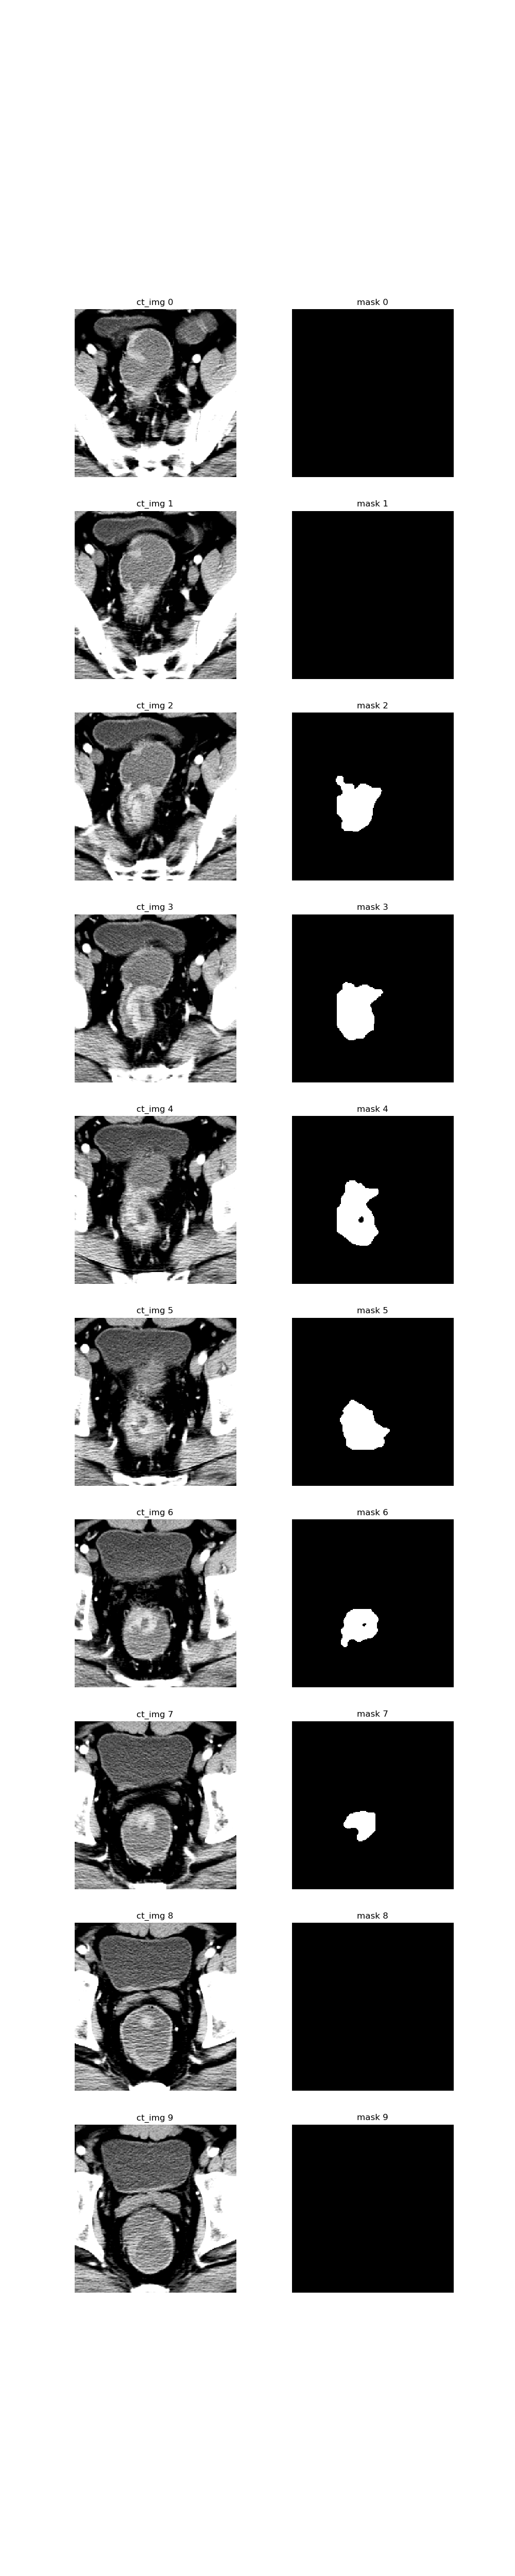 ct_img 0
mask 0
ct_img 1
mask 1
ct_img 2
mask 2
ct_img 3
mask 3
ct_img 4
mask 4
ct_img 5
mask 5
ct_img 6
mask 6
ct_img 7
mask 7
ct_img 8
mask 8
ct_img 9
mask 9